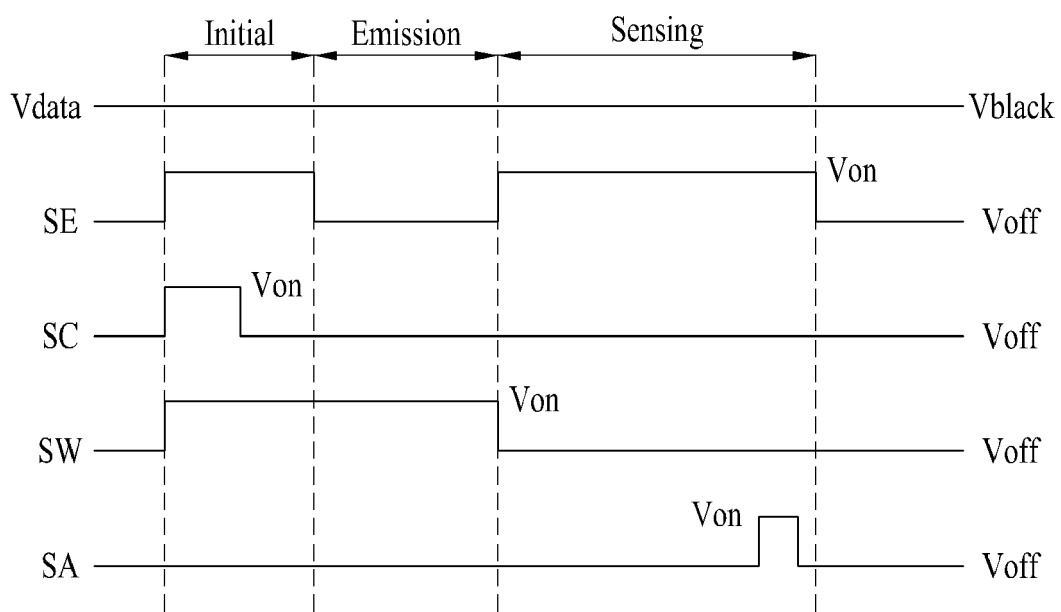 Initial Emission Sensing
Vdata Vblack
Von
SE Voff
Von
SC Voff
Von
SW Voff
Von
SA Voff